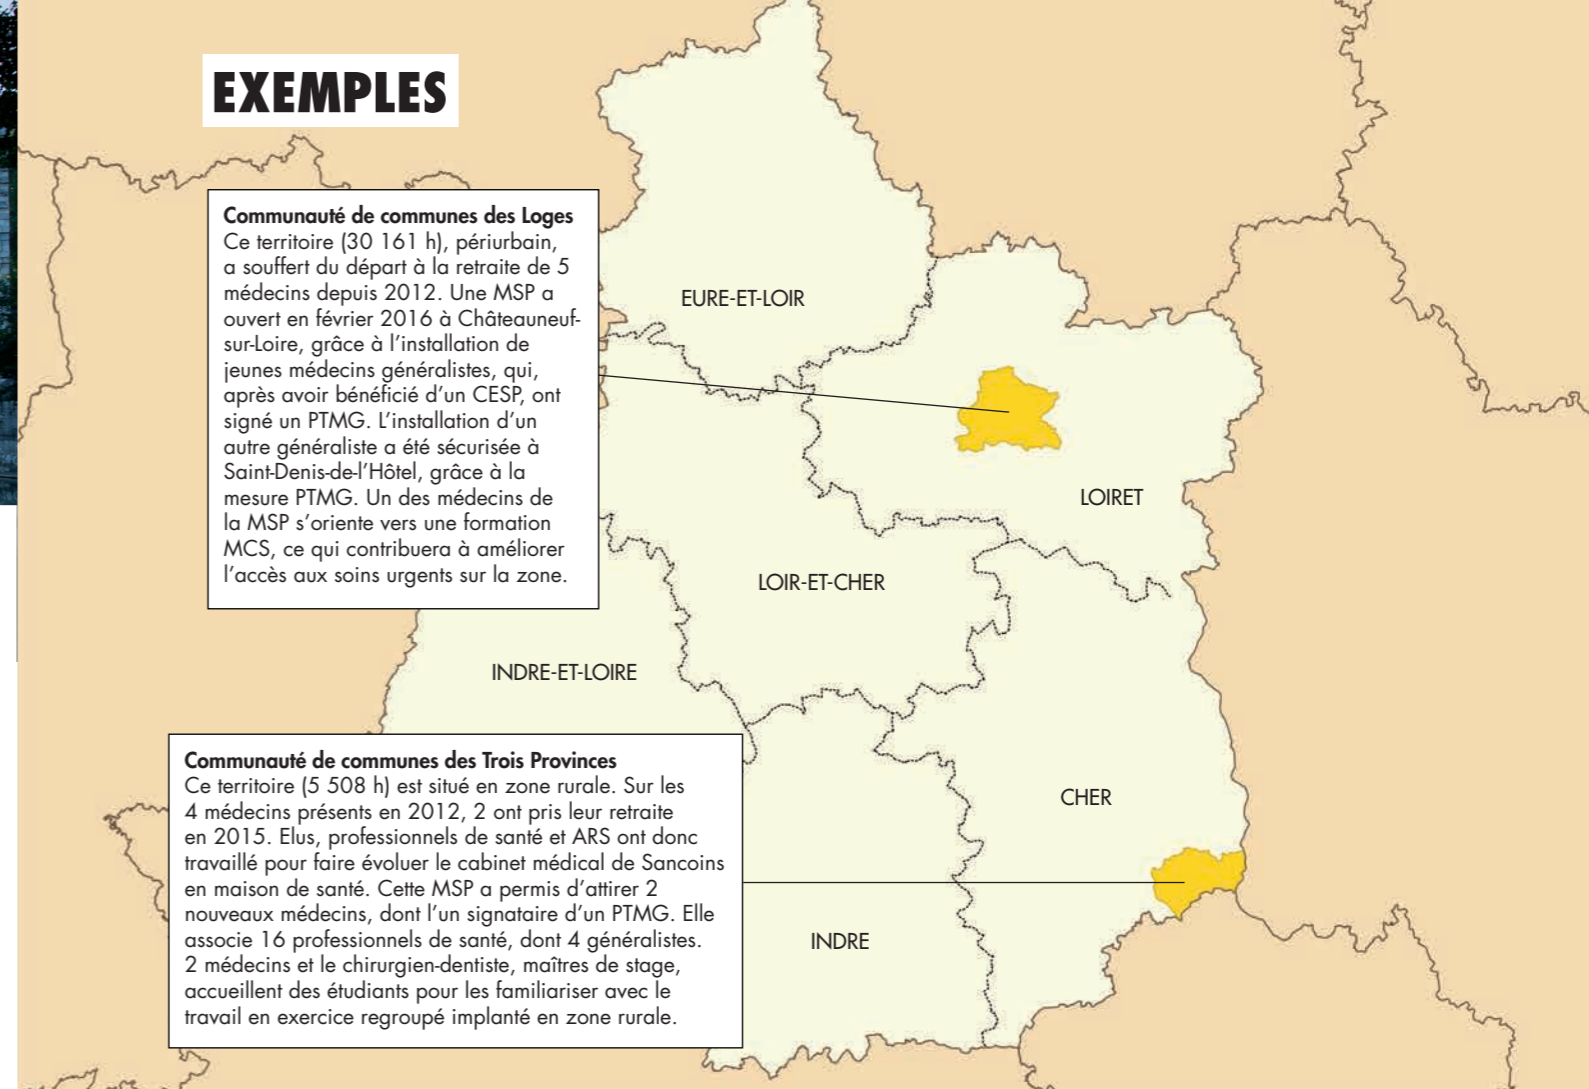 EXEMPLES
Communauté de communes des Loges
Ce territoire (30 161 h), périurbain,
a souffert du départ à la retraite de 5
médecins depuis 2012. Une MSP a
ouvert en février 2016 à Châteauneuf-
sur-Loire, grâce à l’installation de
jeunes médecins généralistes, qui,
après avoir bénéficié d’un CESP, ont
signé un PTMG. L’installation d’un
autre généraliste a été sécurisée à
Saint-Denis-de-l’Hôtel, grâce à la
mesure PTMG. Un des médecins de
la MSP s’oriente vers une formation
MCS, ce qui contribuera à améliorer
l’accès aux soins urgents sur la zone.
EURE-ET-LOIR
LOIRET
LOIR-ET-CHER
INDRE-ET-LOIRE
Communauté de communes des Trois Provinces
Ce territoire (5 508 h) est situé en zone rurale. Sur les
4 médecins présents en 2012, 2 ont pris leur retraite
en 2015. Elus, professionnels de santé et ARS ont donc
travaillé pour faire évoluer le cabinet médical de Sancoins
en maison de santé. Cette MSP a permis d’attirer 2
nouveaux médecins, dont l’un signataire d’un PTMG. Elle
associe 16 professionnels de santé, dont 4 généralistes.
2 médecins et le chirurgien-dentiste, maîtres de stage,
accueillent des étudiants pour les familiariser avec le
travail en exercice regroupé implanté en zone rurale.
CHER
INDRE